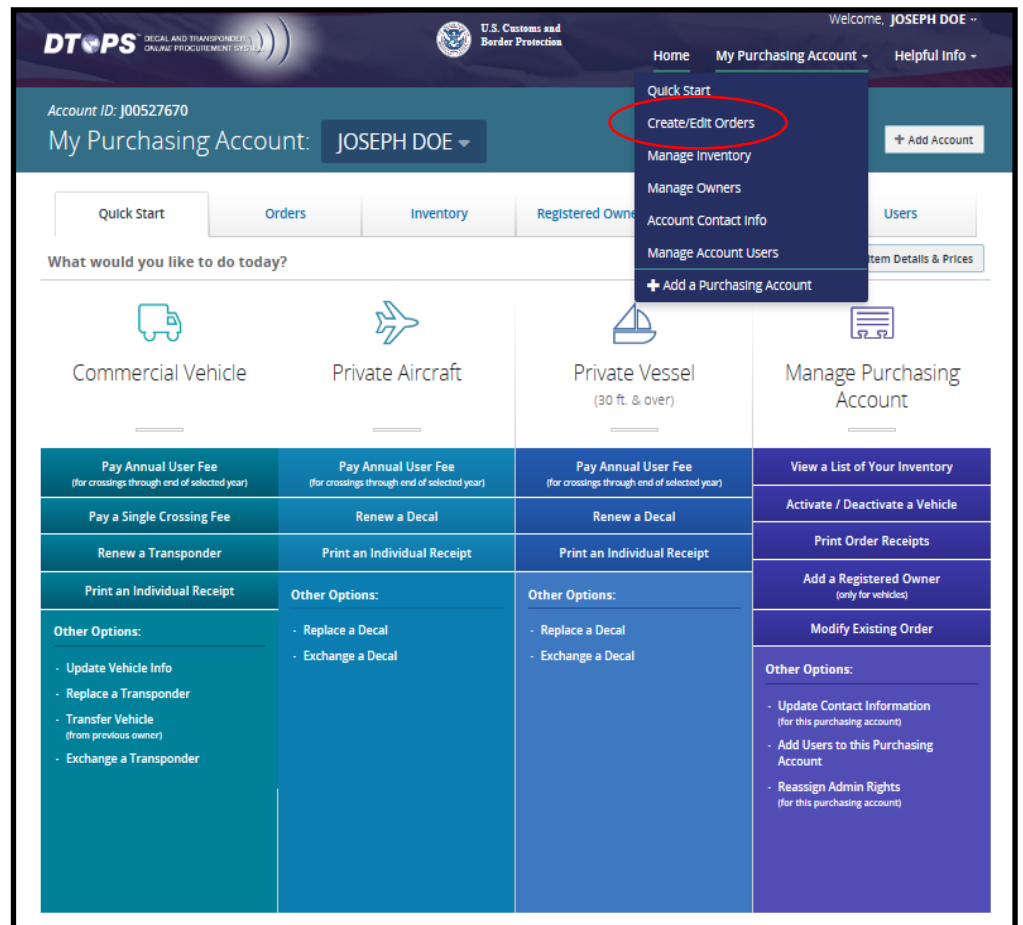 Welcome, JOSEPH DOE
DTOPS DECAL AND TRANSPONDER
ONLINE PROCUREMENT SYSTEM
U.S. Customs and
Border Protection
Home My Purchasing Account Helpful Info
Quick Start
Create/Edit Orders
Manage Inventory
Manage Owners
Account Contact Info
Manage Account Users
+ Add a Purchasing Account
Account ID: J00527670
My Purchasing Account: JOSEPH DOE
+ Add Account
Quick Start Orders Inventory Registered Owne Users
What would you like to do today?
Item Details & Prices
Commercial Vehicle
Pay Annual User Fee
(for crossings through end of selected year)
Pay a Single Crossing Fee
Renew a Transponder
Print an Individual Receipt
Other Options:
- Update Vehicle Info
- Replace a Transponder
- Transfer Vehicle
(from previous owner)
- Exchange a Transponder
Private Aircraft
Pay Annual User Fee
(for crossings through end of selected year)
Renew a Decal
Print an Individual Receipt
Other Options:
- Replace a Decal
- Exchange a Decal
Private Vessel
(30 ft. & over)
Pay Annual User Fee
(for crossings through end of selected year)
Renew a Decal
Print an Individual Receipt
Other Options:
- Replace a Decal
- Exchange a Decal
Manage Purchasing
Account
View a List of Your Inventory
Activate / Deactivate a Vehicle
Print Order Receipts
Add a Registered Owner
(only for vehicles)
Modify Existing Order
Other Options:
- Update Contact Information
(for this purchasing account)
- Add Users to this Purchasing
Account
- Reassign Admin Rights
(for this purchasing account)